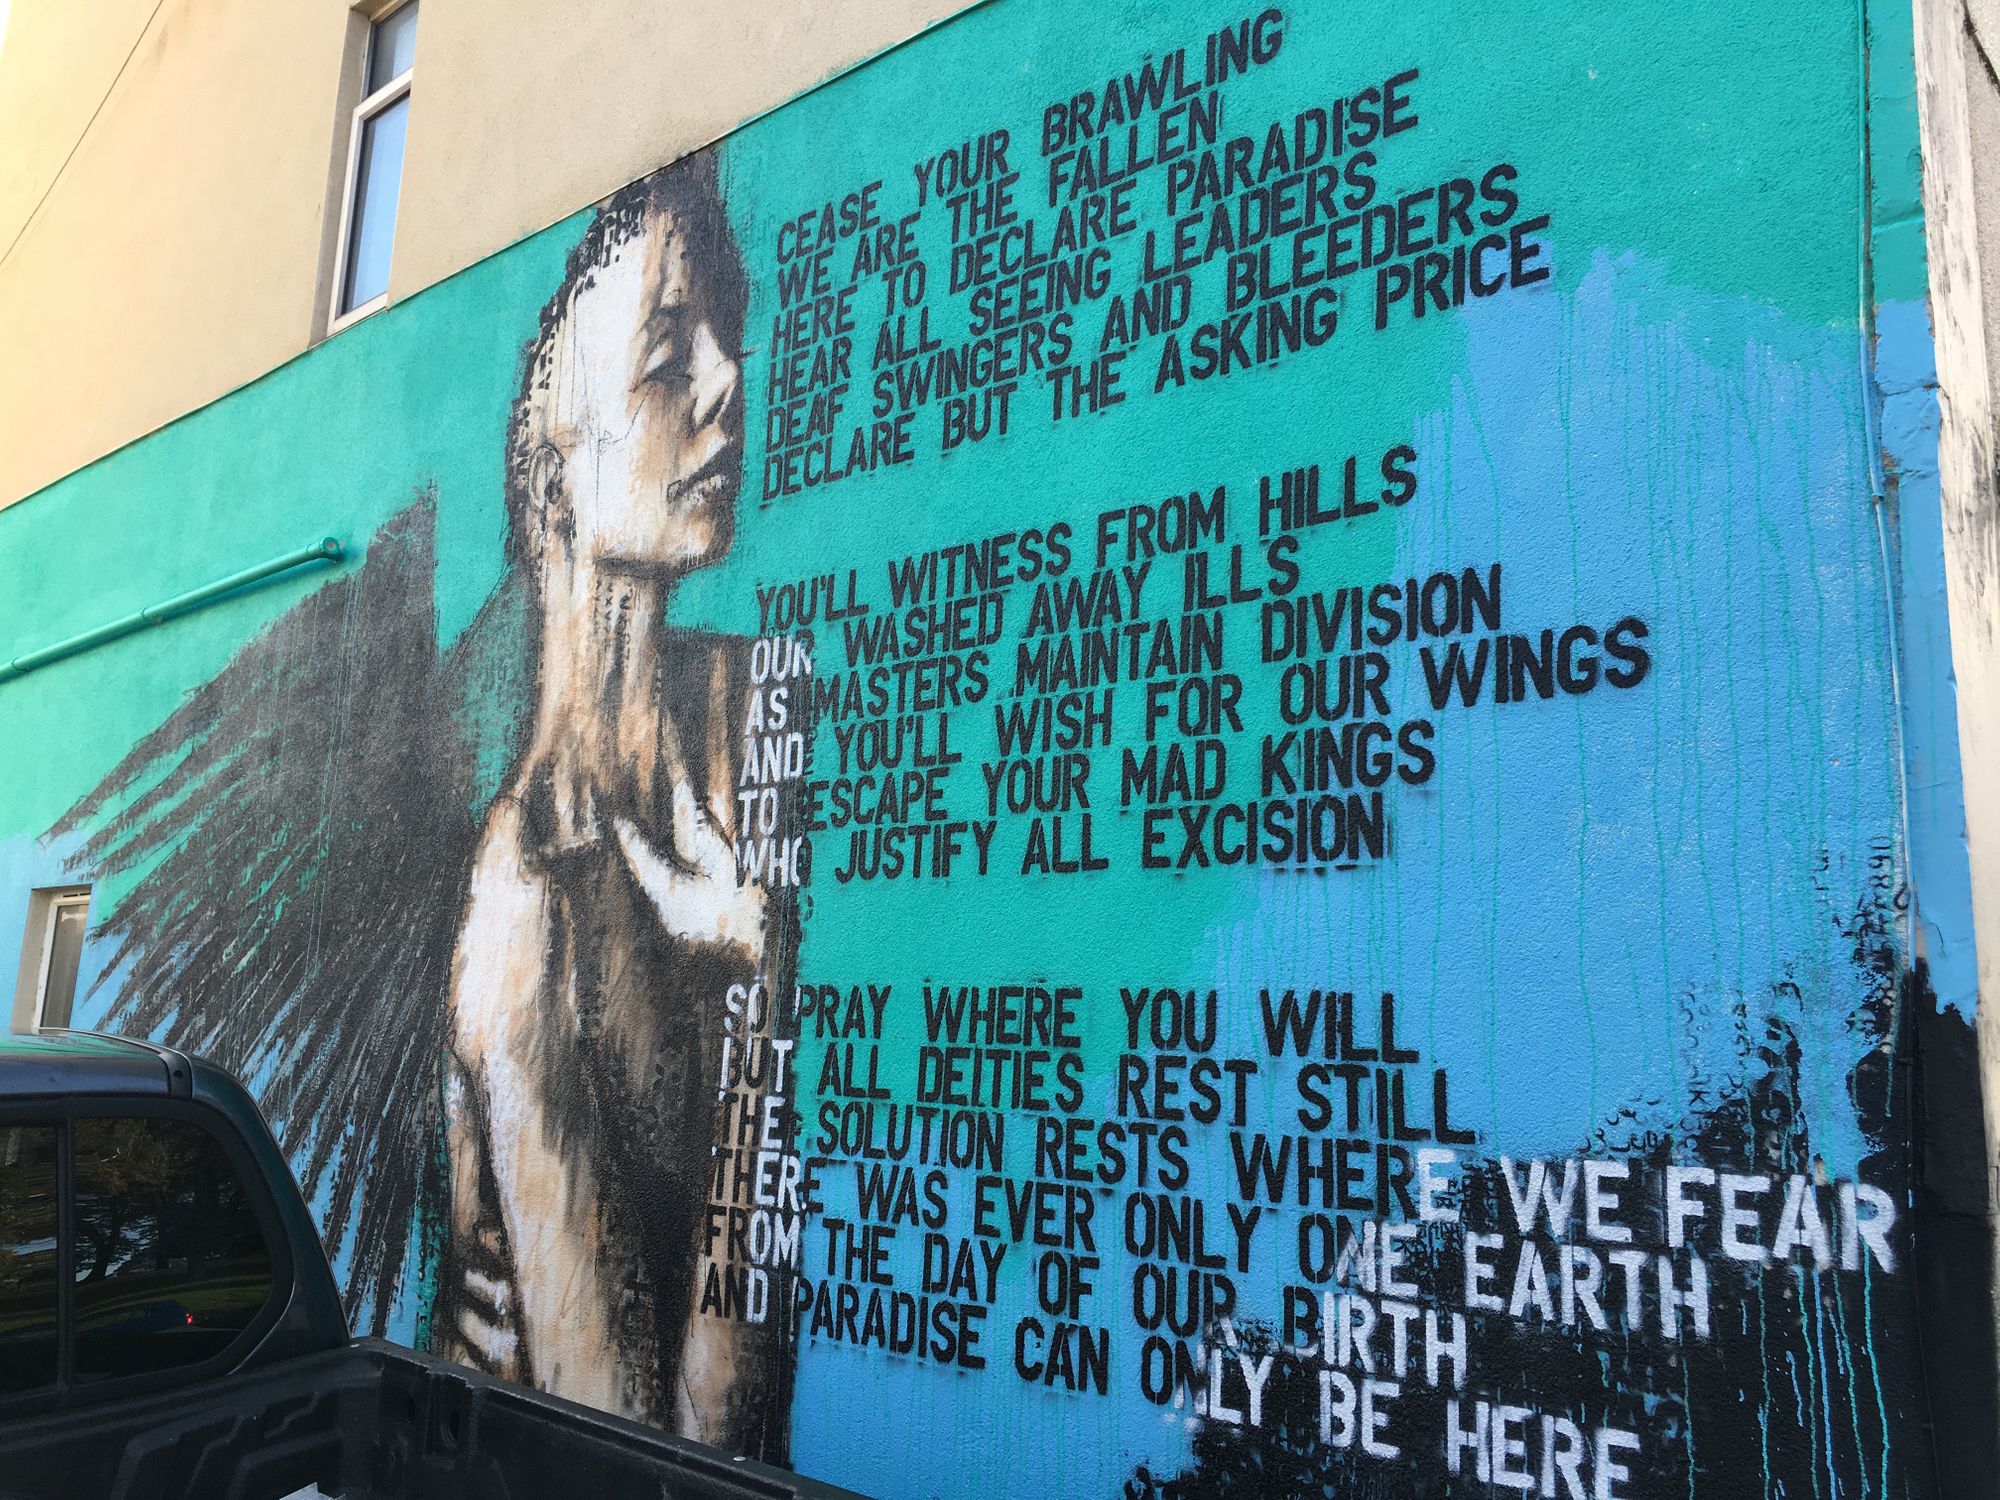 CEASE YOUR BRAWLING
WE ARE THE FALLEN
HERE TO DECLARE PARADISE
HEAR ALL SEEING LEADERS
DEAF SWINGERS AND BLEEDERS
DECLARE BUT THE ASKING PRICE
YOU'LL WITNESS FROM HILLS
OUR WASHED AWAY ILLS
AS MASTERS MAINTAIN DIVISION
AND YOU'LL WISH FOR OUR WINGS
TO ESCAPE YOUR MAD KINGS
WHO JUSTIFY ALL EXCISION
SO PRAY WHERE YOU WILL
BUT ALL DEITIES REST STILL
THE SOLUTION RESTS WHERE WE FEAR
THERE WAS EVER ONLY ONE EARTH
FROM THE DAY OF OUR BIRTH
AND PARADISE CAN ONLY BE HERE